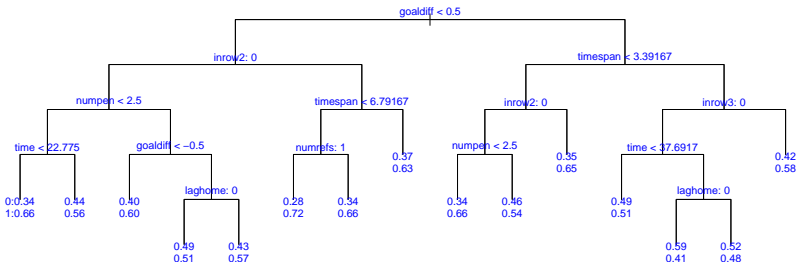 goaldiff < 0.5
inrow2: 0
timespan < 3.39167
numpen < 2.5
timespan < 6.79167
inrow2: 0
inrow3: 0
time < 22.775
goaldiff < −0.5
numrefs: 1
0.37
0.63
numpen < 2.5
0.35
0.65
time < 37.6917
0.42
0.58
0:0.34
1:0.66
0.44
0.56
0.40
0.60
laghome: 0
0.28
0.72
0.34
0.66
0.34
0.66
0.46
0.54
0.49
0.51
laghome: 0
0.49
0.51
0.43
0.57
0.59
0.41
0.52
0.48